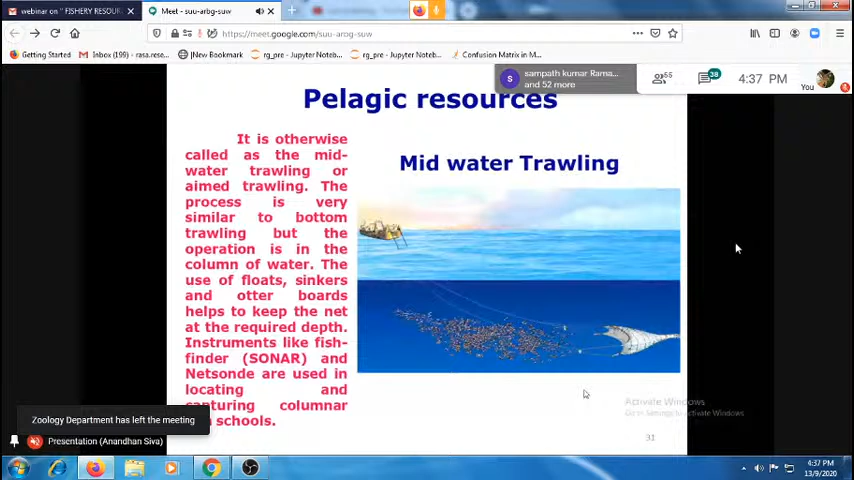 webinar on " FISHERY RESOUR
Meet - suu-arbg-suw
https://meet.google.com/suu-arog-suw
Getting Started
Inbox (199) - rasa.rese...
[New Bookmark
rg_pre - Jupyter Noteb...
rg_pre - Jupyter Noteb...
Confusion Matrix in M...
S
sampath kumar Rama...
and 52 more
55
38
4:37 PM
You
Pelagic resources
It is otherwise
called as the mid-
water trawling or
aimed trawling. The
process is very
similar to bottom
trawling but the
operation is in the
column of water. The
use of floats, sinkers
and otter boards
helps to keep the net
at the required depth.
Instruments like fish-
finder (SONAR) and
Netsonde are used in
locating and
capturing columnar
schools.
Mid water Trawling
Activate Windows
Go to Settings to activate Windows.
31
Zoology Department has left the meeting
Presentation (Anandhan Siva)
4:37 PM
13/9/2020